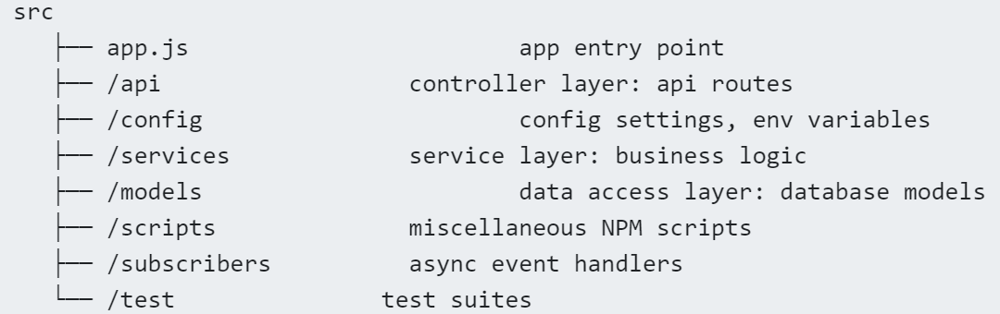 src
├── app.js                              app entry point
├── /api                  controller layer: api routes
├── /config                       config settings, env variables
├── /services             service layer: business logic
├── /models                       data access layer: database models
├── /scripts              miscellaneous NPM scripts
├── /subscribers          async event handlers
└── /test               test suites